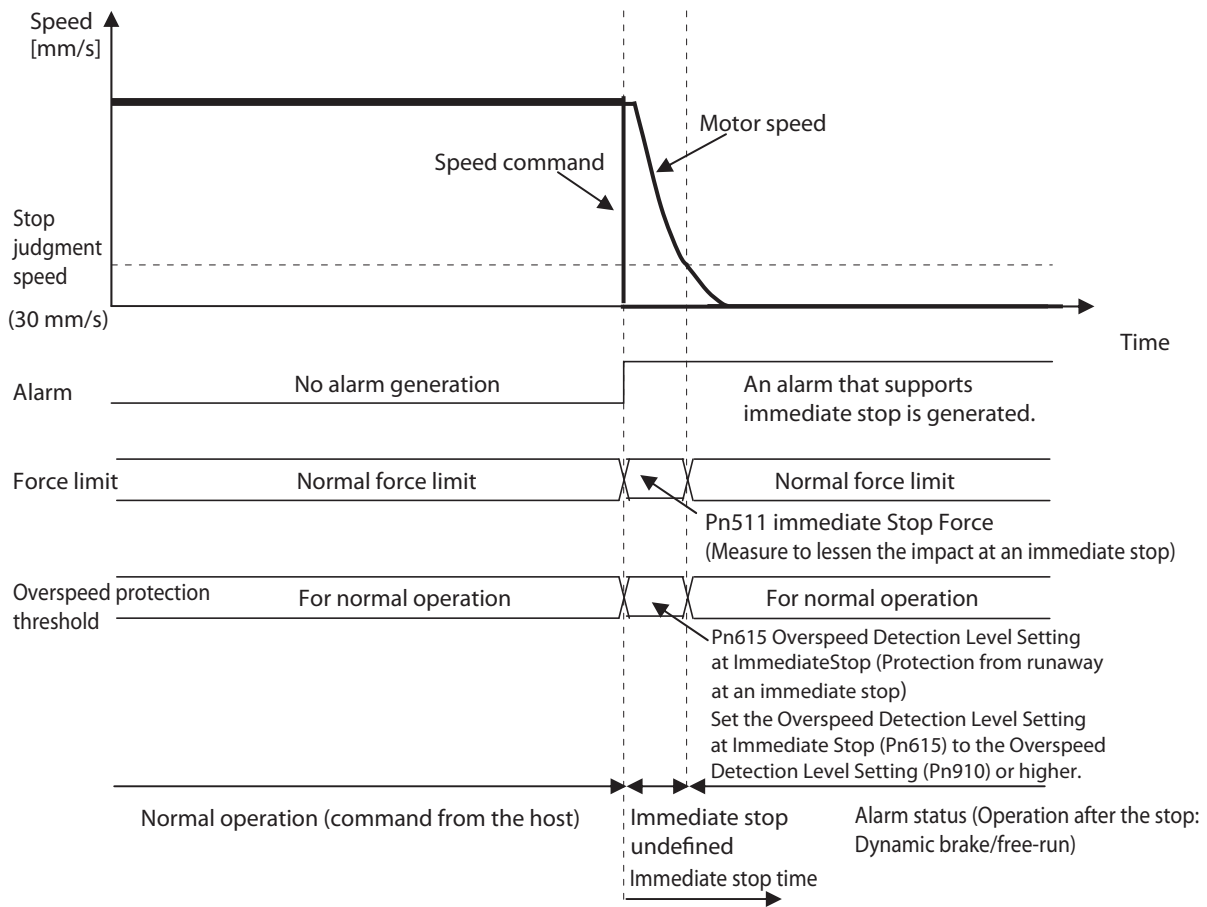 Speed
[mm/s]
Motor speed
Speed command
Stop
judgment
speed
(30 mm/s)
Time
Alarm
No alarm generation
An alarm that supports
immediate stop is generated.
Force limit
Normal force limit
Normal force limit
Pn511 immediate Stop Force
(Measure to lessen the impact at an immediate stop)
Overspeed protection
threshold
For normal operation
For normal operation
Pn615 Overspeed Detection Level Setting
at ImmediateStop (Protection from runaway
at an immediate stop)
Set the Overspeed Detection Level Setting
at Immediate Stop (Pn615) to the Overspeed
Detection Level Setting (Pn910) or higher.
Normal operation (command from the host)
Immediate stop
undefined
Immediate stop time
Alarm status (Operation after the stop:
Dynamic brake/free-run)